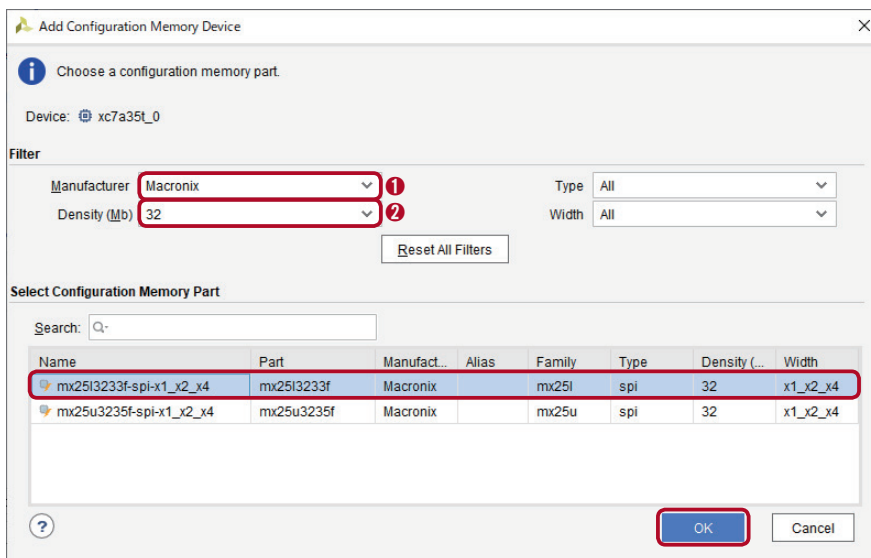 Add Configuration Memory Device
Choose a configuration memory part.
Device: xc7a35t_0
Filter
Manufacturer Macronix ❶ Type All
Density (Mb) 32 ❷ Width All
Reset All Filters
Select Configuration Memory Part
Search: Q-
Name Part Manufact... Alias Family Type Density (... Width
mx25l3233f-spi-x1_x2_x4 mx25l3233f Macronix mx25l spi 32 x1_x2_x4
mx25u3235f-spi-x1_x2_x4 mx25u3235f Macronix mx25u spi 32 x1_x2_x4
? OK Cancel